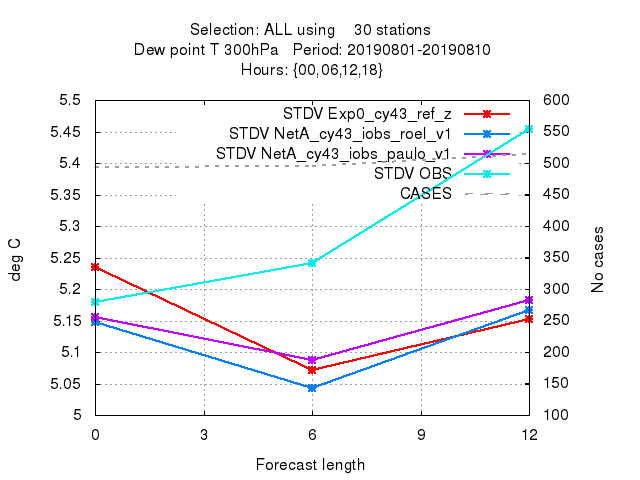 Selection: ALL using 30 stations
Dew point T 300hPa Period: 20190801-20190810
Hours: {00,06,12,18}
STDV Exp0_cy43_ref_z
STDV NetA_cy43_iobs_roel_v1
STDV NetA_cy43_iobs_paulo_v1
STDV OBS
CASES
5.5
5.45
5.4
5.35
5.3
5.25
5.2
5.15
5.1
5.05
5
600
550
500
450
400
350
300
250
200
150
100
deg C
No cases
0 3 6 9 12
Forecast length